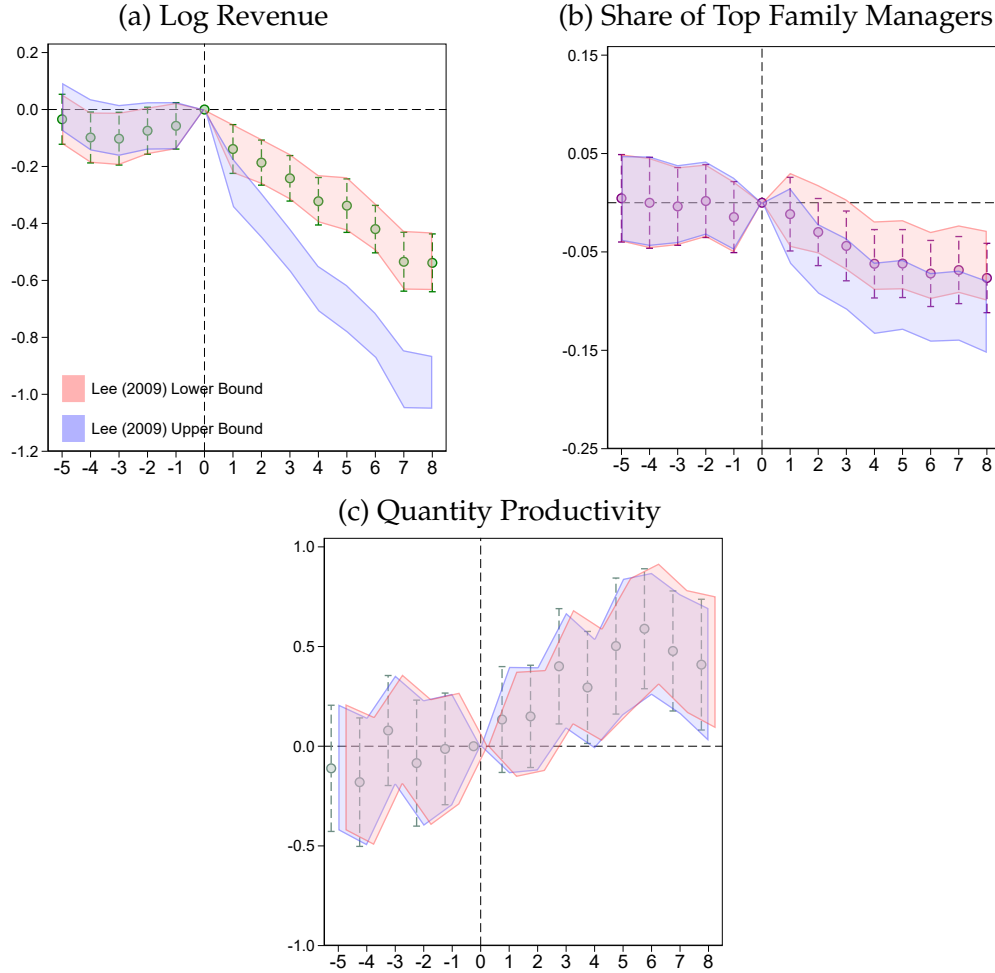 (a) Log Revenue
0.2
0.0
-0.2
-0.4
-0.6
-0.8
-1.0
-1.2
Lee (2009) Lower Bound
Lee (2009) Upper Bound
-5 -4 -3 -2 -1 0 1 2 3 4 5 6 7 8
(b) Share of Top Family Managers
0.15
0.05
-0.05
-0.15
-0.25
-5 -4 -3 -2 -1 0 1 2 3 4 5 6 7 8
(c) Quantity Productivity
1.0
0.5
0.0
-0.5
-1.0
-5 -4 -3 -2 -1 0 1 2 3 4 5 6 7 8